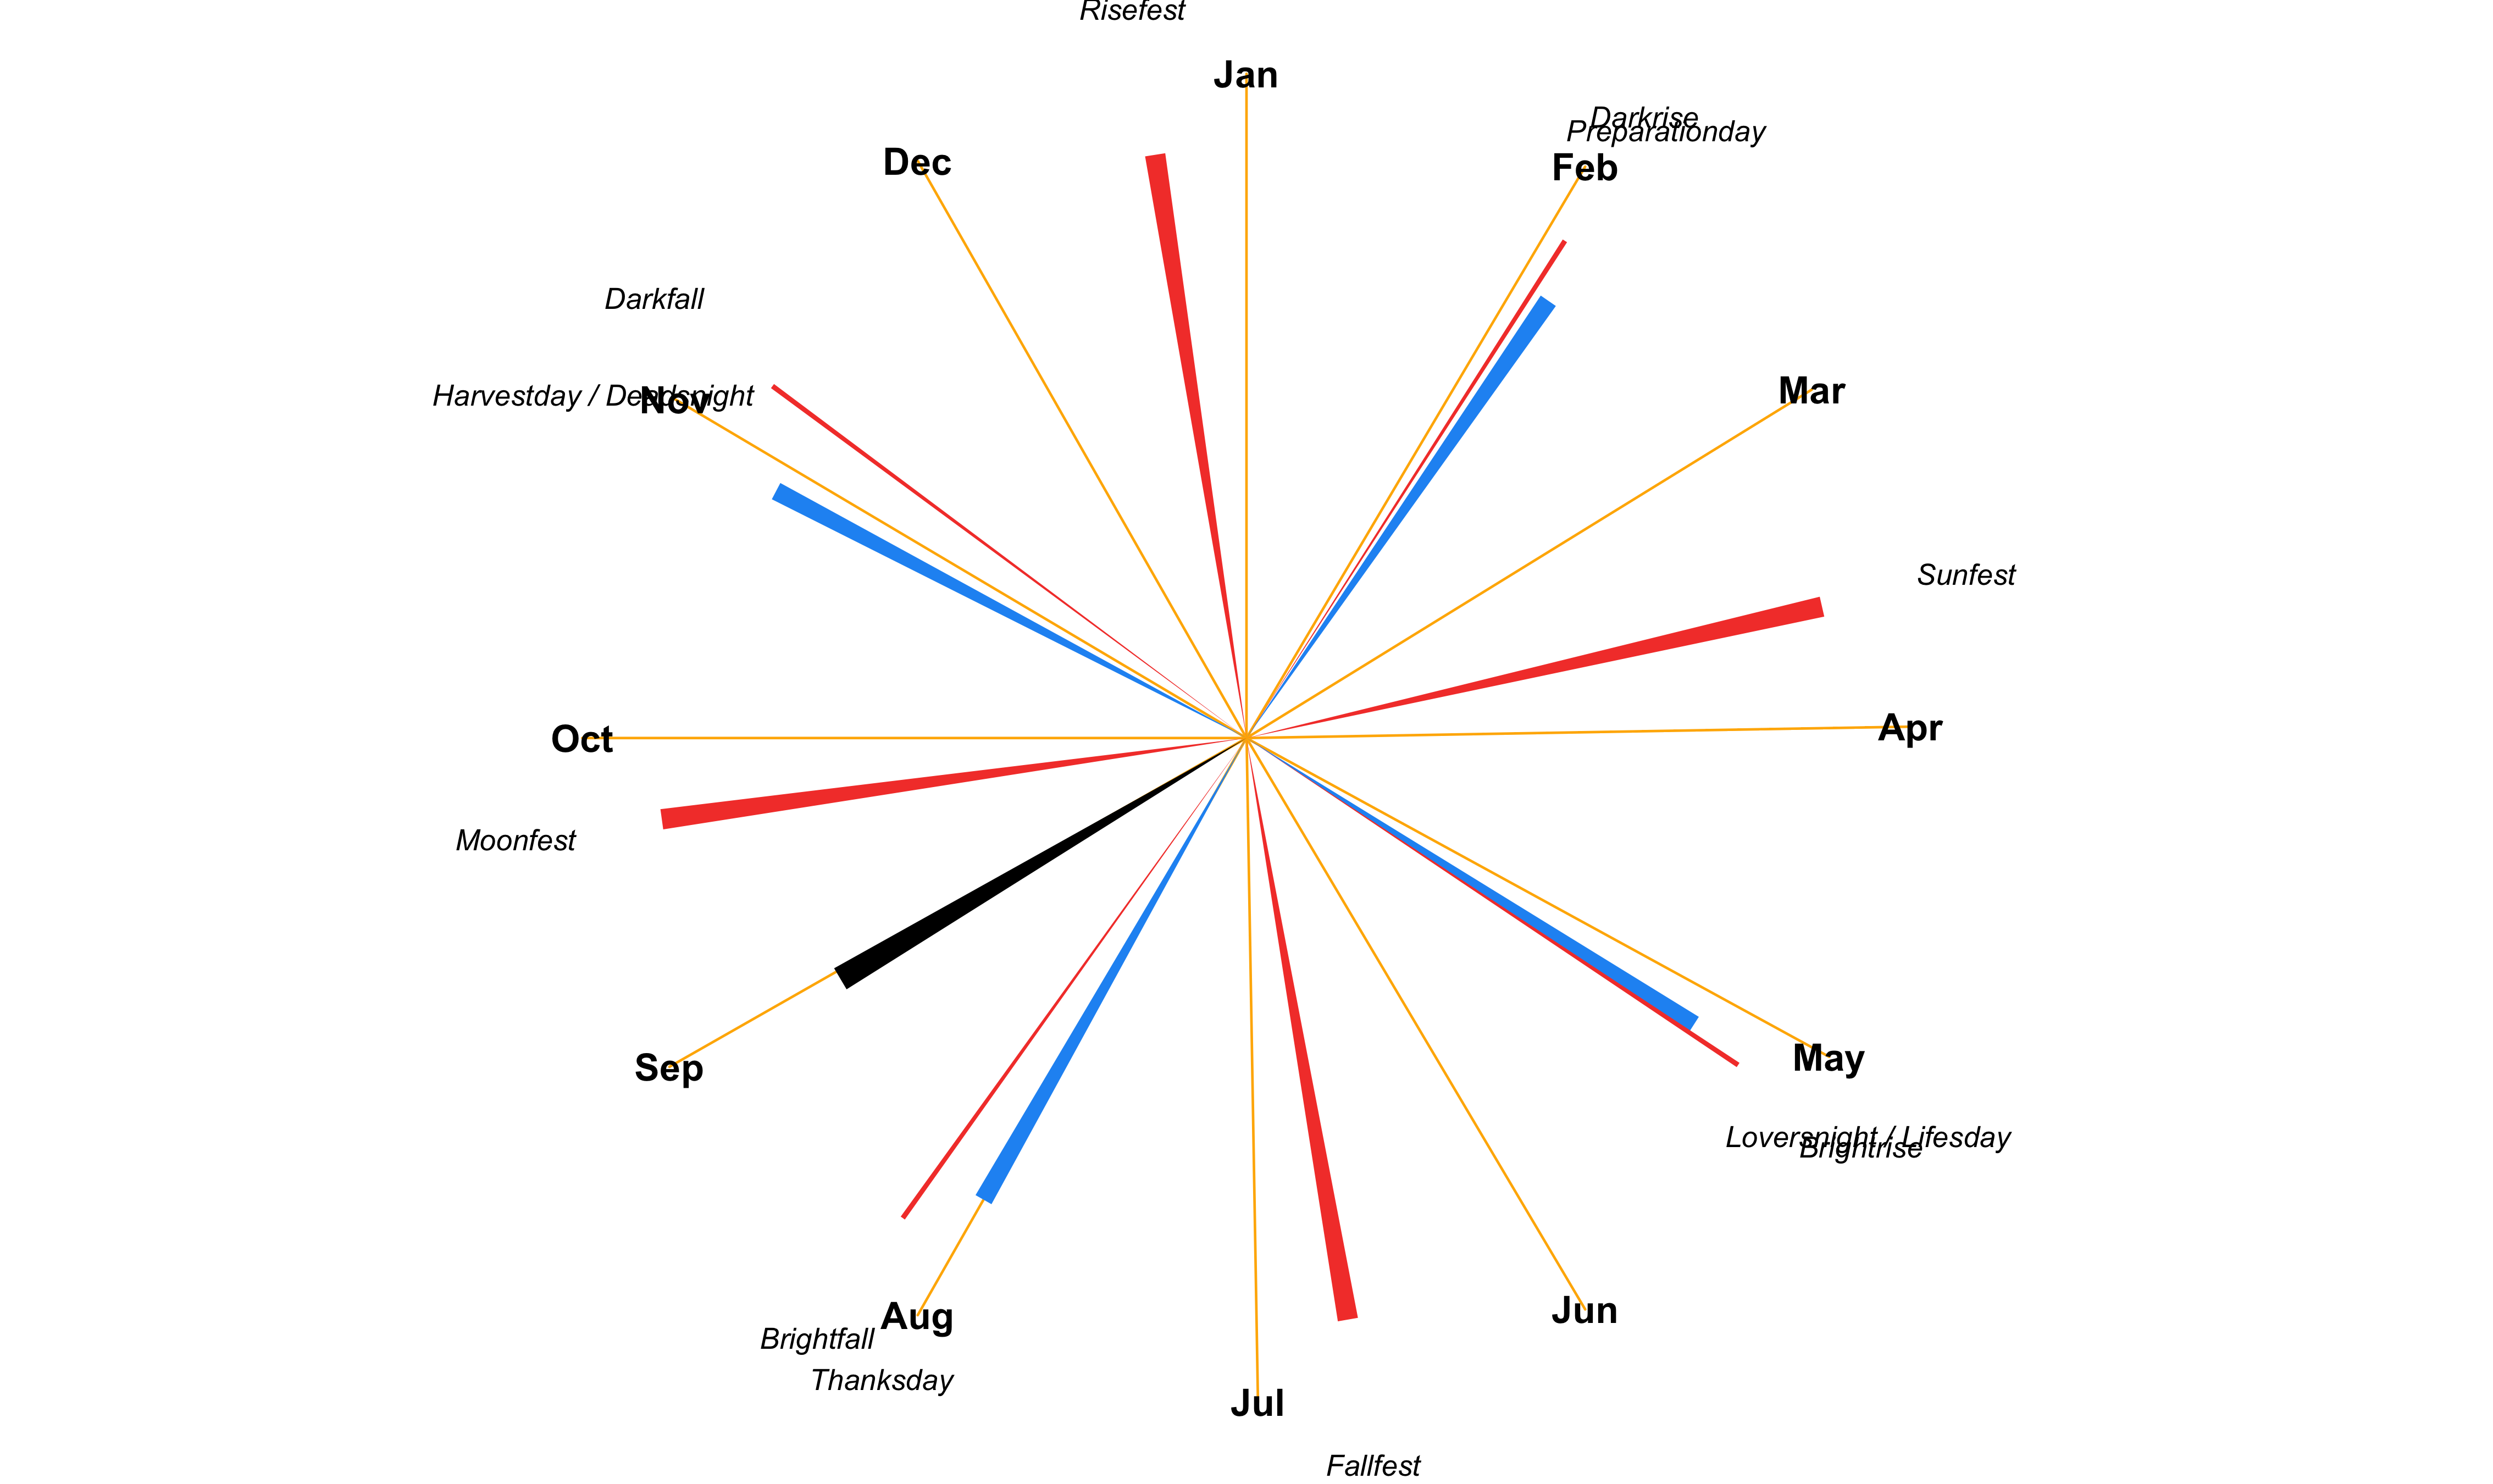 Risefest
Jan
Darkrise
Preparationday
Dec
Feb
Darkfall
Mar
Harvestday / Deadsnight
Nov
Sunfest
Apr
Oct
Moonfest
May
Sep
Loversnight / Lifesday
Brightrise
Jun
Aug
Brightfall
Thanksday
Jul
Fallfest